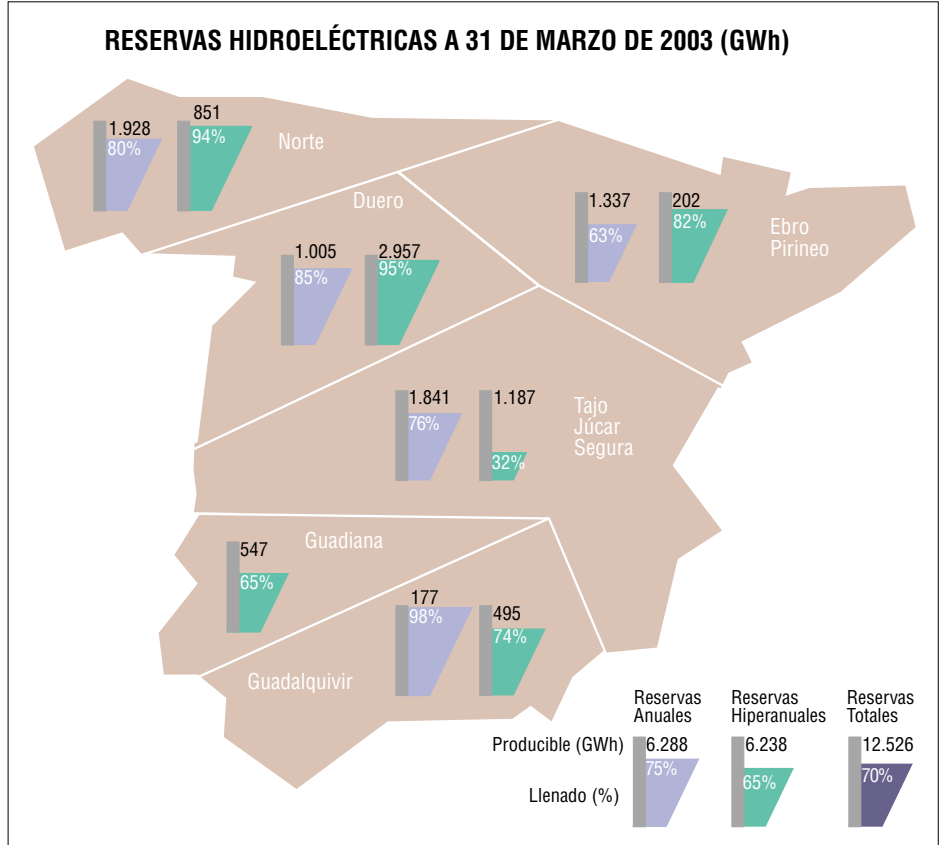 RESERVAS HIDROELÉCTRICAS A 31 DE MARZO DE 2003 (GWh)
1.928
80%
851
94%
Norte
Duero
1.005
85%
2.957
95%
1.337
63%
202
82%
Ebro
Pirineo
1.841
76%
1.187
32%
Tajo
Júcar
Segura
Guadiana
547
65%
177
98%
495
74%
Guadalquivir
Reservas
Anuales
Reservas
Hiperanuales
Reservas
Totales
Producible (GWh)
6.288
6.238
12.526
75%
65%
70%
Llenado (%)